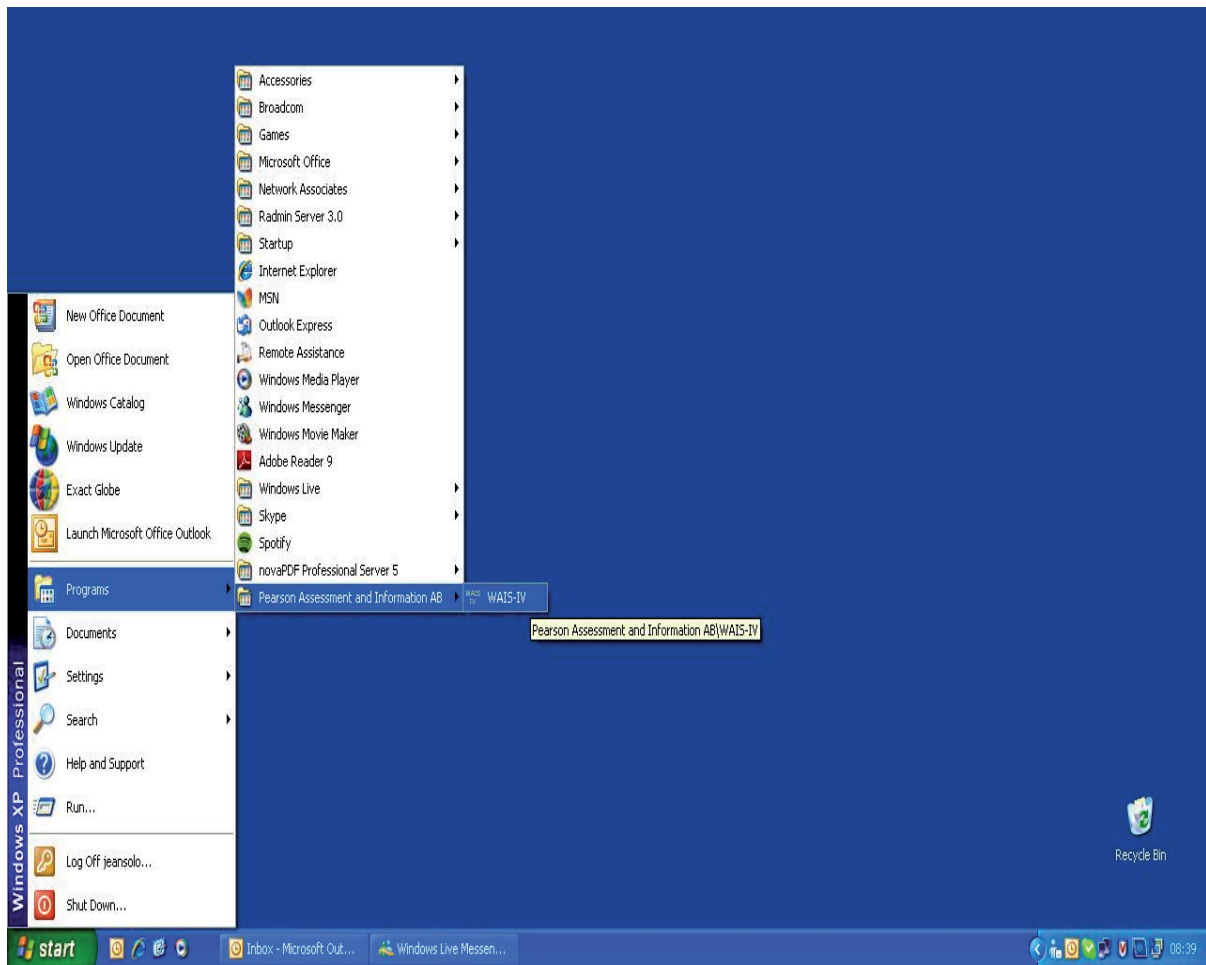 Accessories
Broadcom
Games
Microsoft Office
Network Associates
Radmin Server 3.0
Startup
Internet Explorer
MSN
Outlook Express
Remote Assistance
Windows Media Player
Windows Messenger
Windows Movie Maker
Adobe Reader 9
Windows Live
Skype
Spotify
novaPDF Professional Server 5
Pearson Assessment and Information AB
WAIS IV WAIS-IV
Pearson Assessment and Information AB\WAIS-IV
New Office Document
Open Office Document
Windows Catalog
Windows Update
Exact Globe
Launch Microsoft Office Outlook
Programs
Documents
Settings
Search
Help and Support
Run...
Log Off jeansolo...
Shut Down...
Windows XP Professional
Recycle Bin
start
Inbox - Microsoft Out...
Windows Live Messen...
08:39